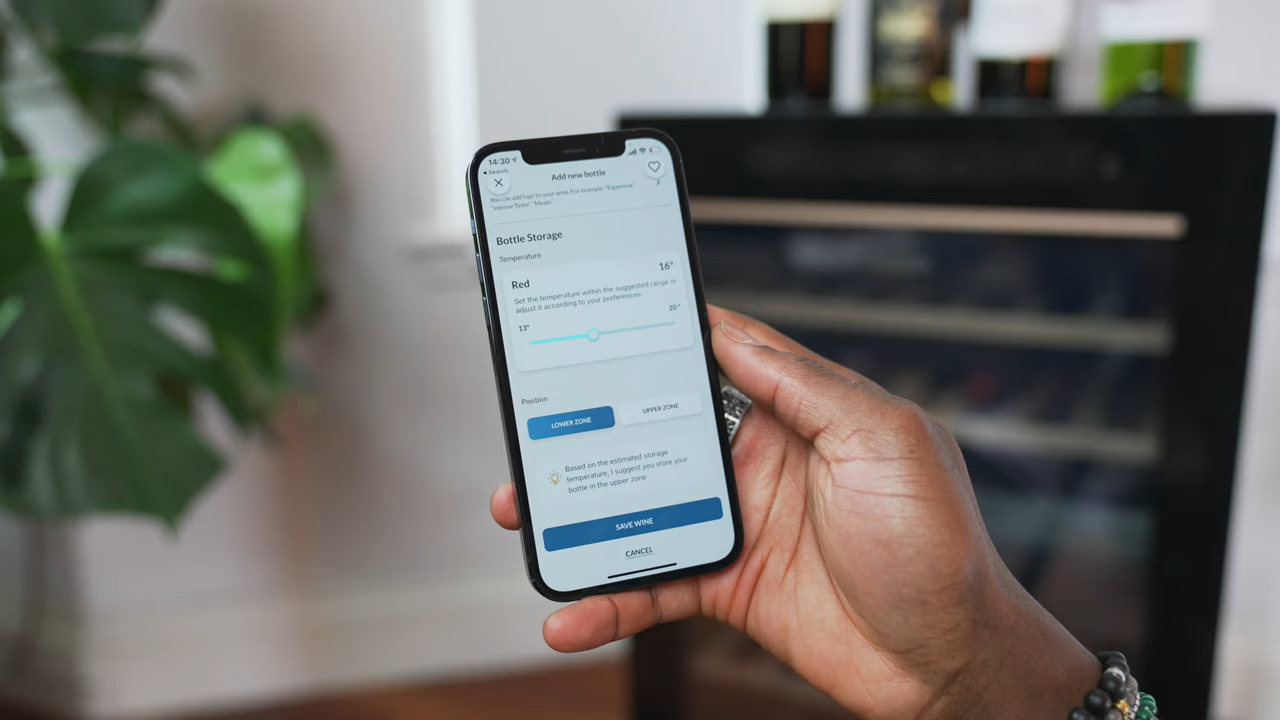 14:30
Search
Add new bottle
You can add tags to your wine. For example: "Expensive",
"Intense Taste", "Meats"...
Bottle Storage
Temperature
Red 16°
Set the temperature within the suggested range or
adjust it according to your preferences
13° 20°
Position
LOWER ZONE UPPER ZONE
Based on the estimated storage
temperature, I suggest you store your
bottle in the upper zone
SAVE WINE
CANCEL